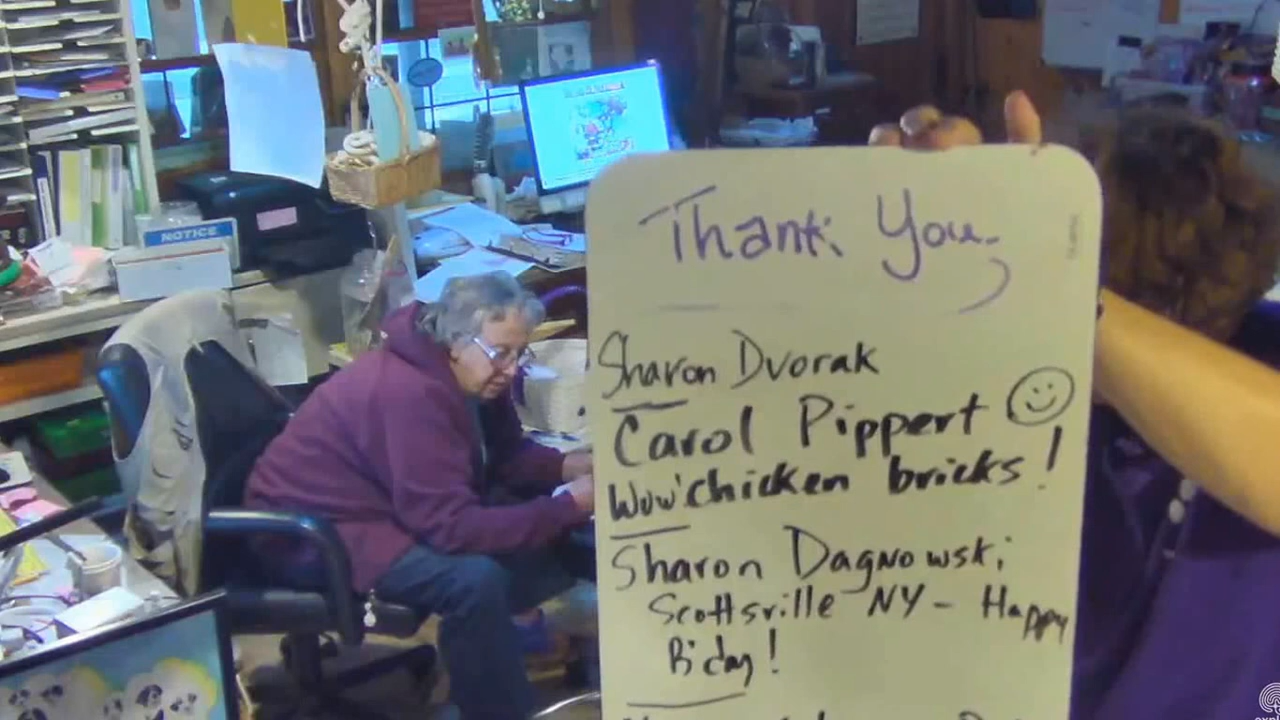 NOTICE
Thank You
Sharon Dvorak
Carol Pippert
Wow! chicken bricks!
Sharon Dagnowski
Scottsville NY - Happy
B'day!